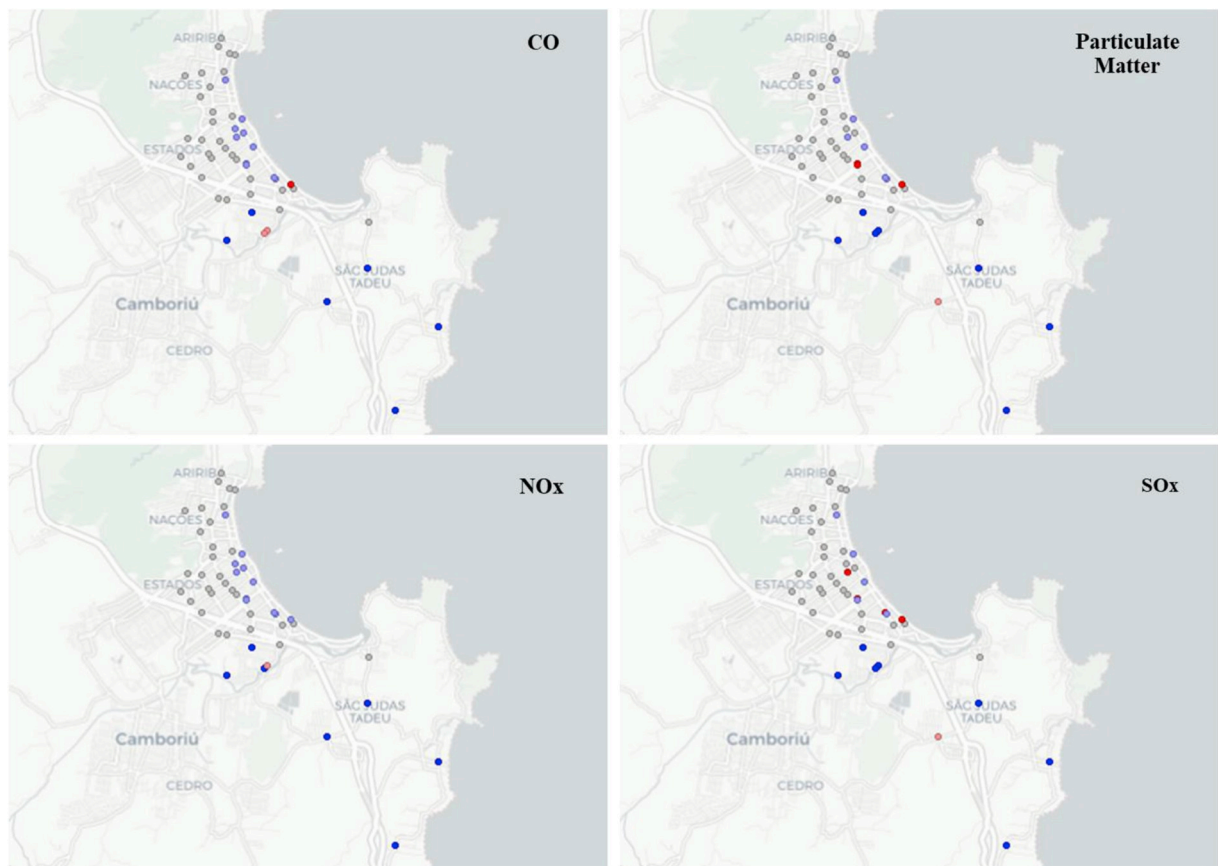 ARIRIBA
CO
NAÇÕES
ESTADOS
SÃO JUDAS
TADEU
Camboriú
CEDRO
ARIRIBA
Particulate
Matter
NAÇÕES
ESTADOS
SÃO JUDAS
TADEU
Camboriú
CEDRO
ARIRIBA
NOx
NAÇÕES
ESTADOS
SÃO JUDAS
TADEU
Camboriú
CEDRO
ARIRIBA
SOx
NAÇÕES
ESTADOS
SÃO JUDAS
TADEU
Camboriú
CEDRO